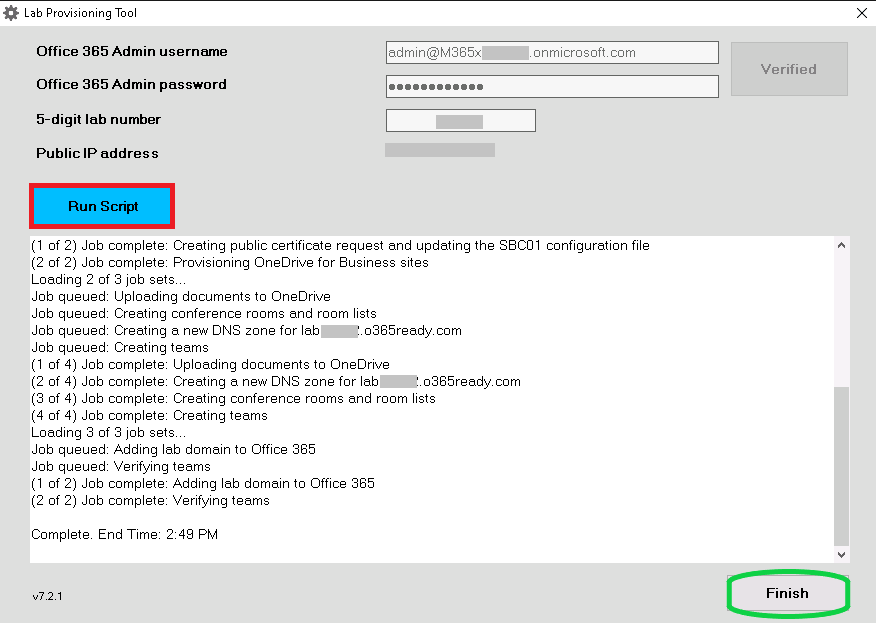 Lab Provisioning Tool
Office 365 Admin username
admin@M365x .onmicrosoft.com
Verified
Office 365 Admin password
••••••••••••
5-digit lab number
Public IP address
Run Script
(1 of 2) Job complete: Creating public certificate request and updating the SBC01 configuration file
(2 of 2) Job complete: Provisioning OneDrive for Business sites
Loading 2 of 3 job sets...
Job queued: Uploading documents to OneDrive
Job queued: Creating conference rooms and room lists
Job queued: Creating a new DNS zone for lab .o365ready.com
Job queued: Creating teams
(1 of 4) Job complete: Uploading documents to OneDrive
(2 of 4) Job complete: Creating a new DNS zone for lab .o365ready.com
(3 of 4) Job complete: Creating conference rooms and room lists
(4 of 4) Job complete: Creating teams
Loading 3 of 3 job sets...
Job queued: Adding lab domain to Office 365
Job queued: Verifying teams
(1 of 2) Job complete: Adding lab domain to Office 365
(2 of 2) Job complete: Verifying teams
Complete. End Time: 2:49 PM
v7.2.1
Finish